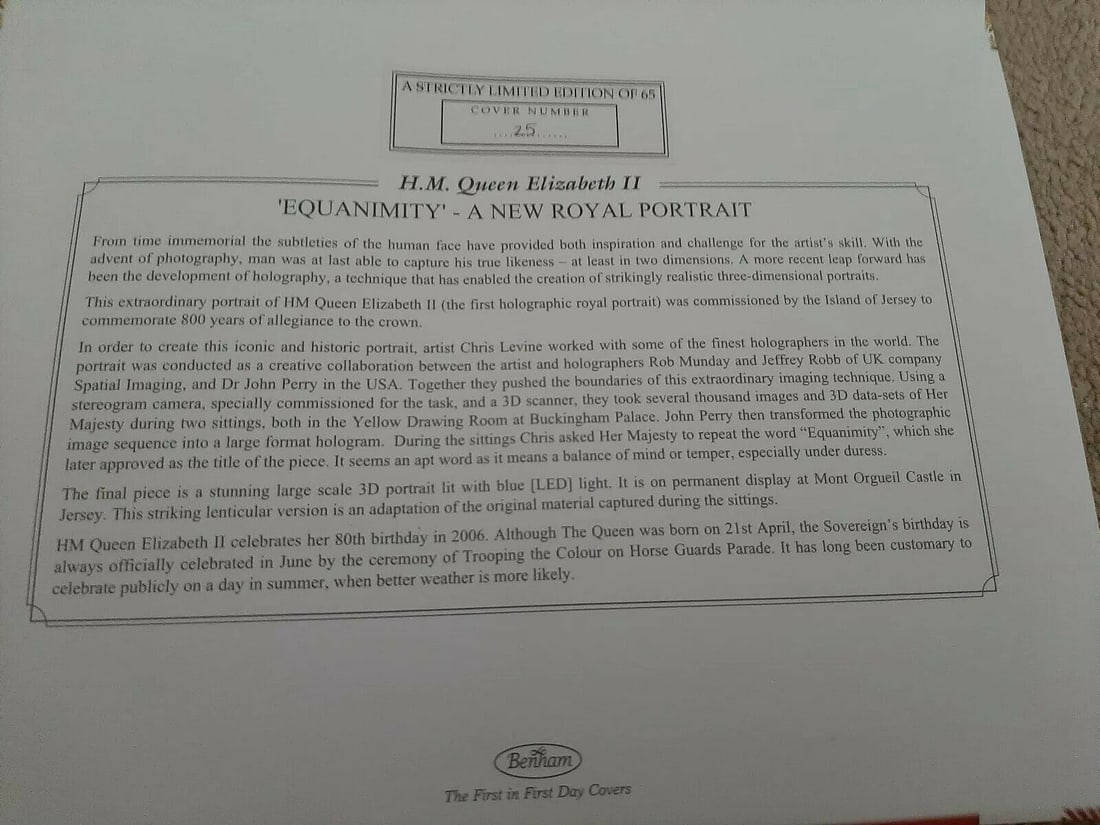 A STRICTLY LIMITED EDITION OF 65
COVER NUMBER
....25......
H.M. Queen Elizabeth II
'EQUANIMITY' - A NEW ROYAL PORTRAIT
From time immemorial the subtleties of the human face have provided both inspiration and challenge for the artist's skill. With the
advent of photography, man was at last able to capture his true likeness – at least in two dimensions. A more recent leap forward has
been the development of holography, a technique that has enabled the creation of strikingly realistic three-dimensional portraits.
This extraordinary portrait of HM Queen Elizabeth II (the first holographic royal portrait) was commissioned by the Island of Jersey to
commemorate 800 years of allegiance to the crown.
In order to create this iconic and historic portrait, artist Chris Levine worked with some of the finest holographers in the world. The
portrait was conducted as a creative collaboration between the artist and holographers Rob Munday and Jeffrey Robb of UK company
Spatial Imaging, and Dr John Perry in the USA. Together they pushed the boundaries of this extraordinary imaging technique. Using a
stereogram camera, specially commissioned for the task, and a 3D scanner, they took several thousand images and 3D data-sets of Her
Majesty during two sittings, both in the Yellow Drawing Room at Buckingham Palace. John Perry then transformed the photographic
image sequence into a large format hologram. During the sittings Chris asked Her Majesty to repeat the word “Equanimity”, which she
later approved as the title of the piece. It seems an apt word as it means a balance of mind or temper, especially under duress.
The final piece is a stunning large scale 3D portrait lit with blue [LED] light. It is on permanent display at Mont Orgueil Castle in
Jersey. This striking lenticular version is an adaptation of the original material captured during the sittings.
HM Queen Elizabeth II celebrates her 80th birthday in 2006. Although The Queen was born on 21st April, the Sovereign's birthday is
always officially celebrated in June by the ceremony of Trooping the Colour on Horse Guards Parade. It has long been customary to
celebrate publicly on a day in summer, when better weather is more likely.
Benham
The First in First Day Covers